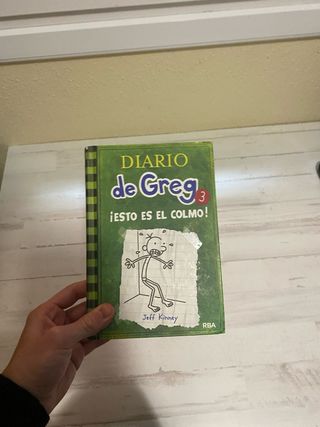 DIARIO
de Greg 3
¡ESTO ES EL COLMO!
Jeff Kinney
RBA